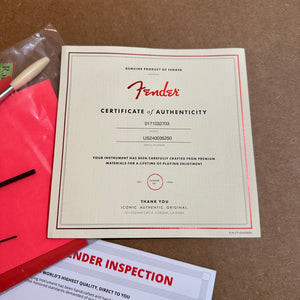 GENUINE PRODUCT OF FENDER
Fender
CERTIFICATE of AUTHENTICITY
0171032703
US240035250
YOUR INSTRUMENT HAS BEEN CAREFULLY CRAFTED FROM PREMIUM
MATERIALS FOR A LIFETIME OF PLAYING ENJOYMENT
THANK YOU
ICONIC. AUTHENTIC. ORIGINAL.
NDER INSPECTION
WORLD'S HIGHEST QUALITY, DIRECT TO YOU